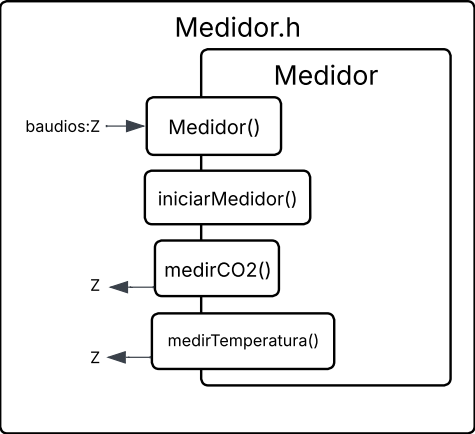 Medidor.h
Medidor
baudios:Z
Medidor()
iniciarMedidor()
medirCO2()
Z
medirTemperatura()
Z